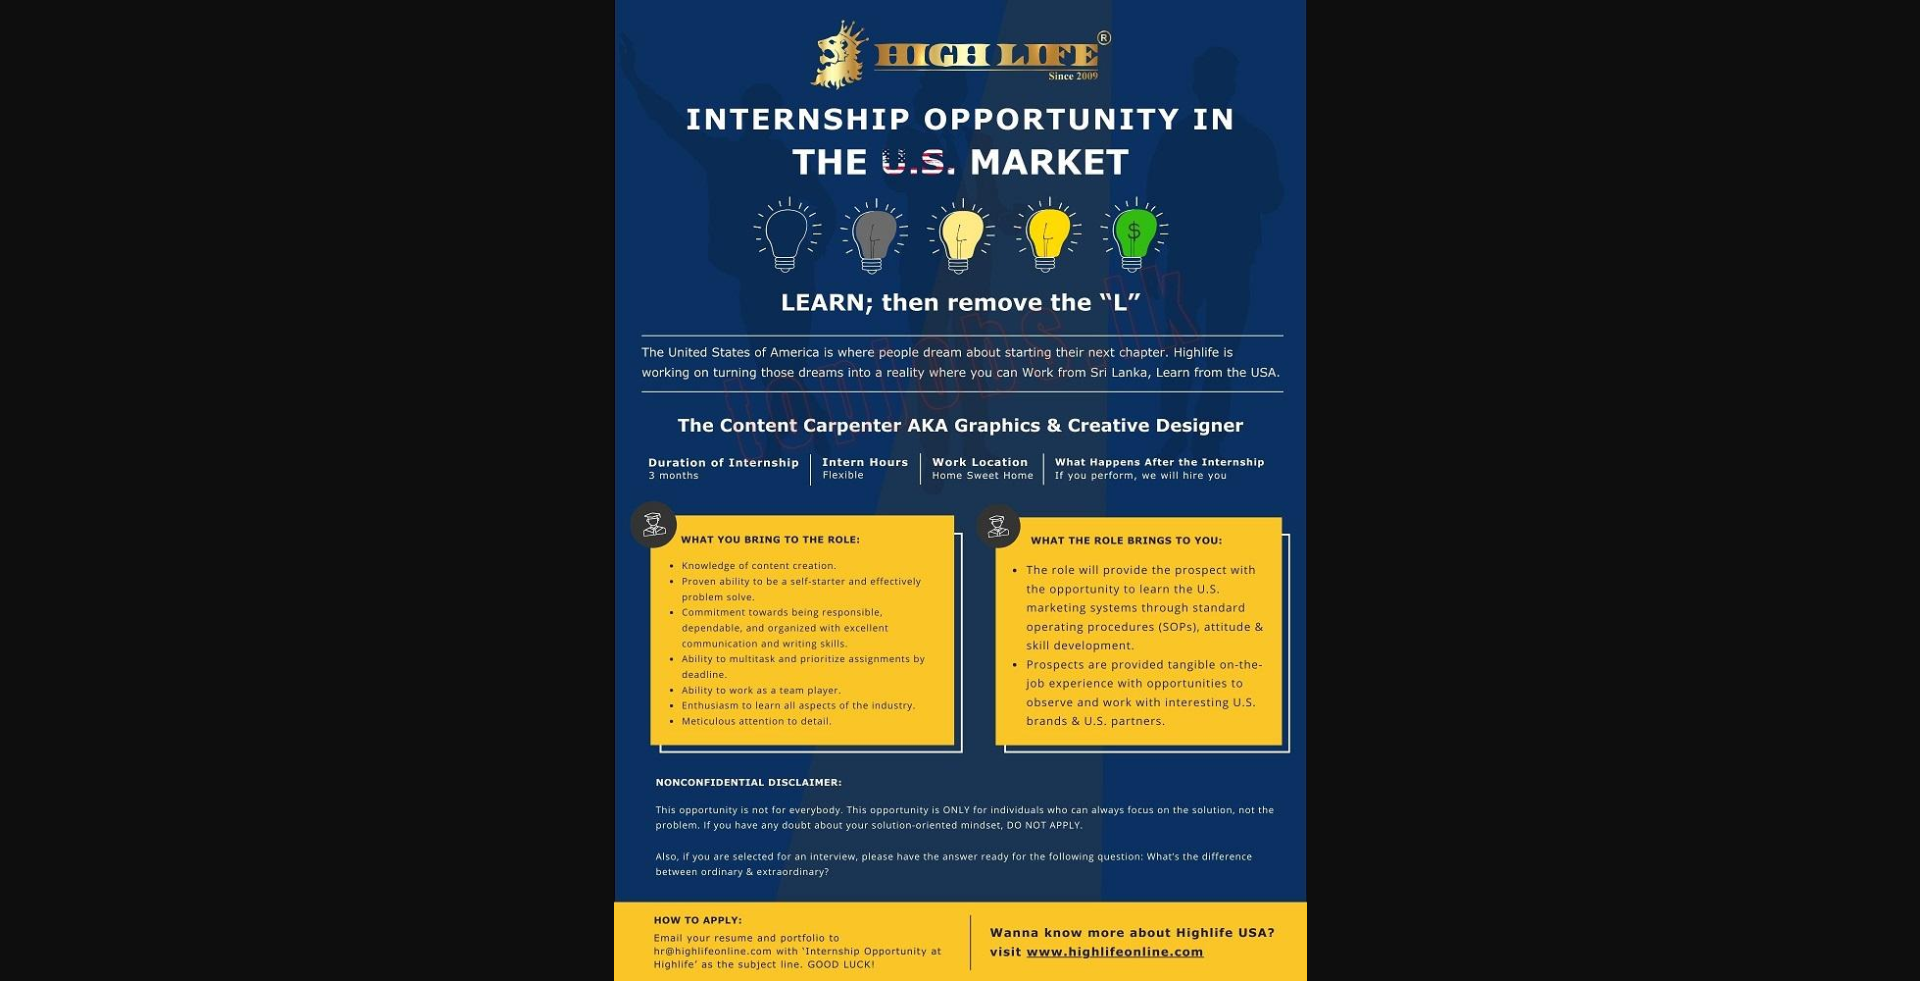 HIGH LIFE ®
Since 2009
INTERNSHIP OPPORTUNITY IN
THE U.S. MARKET
$
LEARN; then remove the “L”
The United States of America is where people dream about starting their next chapter. Highlife is
working on turning those dreams into a reality where you can Work from Sri Lanka, Learn from the USA.
topjobs.lk
The Content Carpenter AKA Graphics & Creative Designer
Duration of Internship
3 months
Intern Hours
Flexible
Work Location
Home Sweet Home
What Happens After the Internship
If you perform, we will hire you
WHAT YOU BRING TO THE ROLE:
• Knowledge of content creation.
• Proven ability to be a self-starter and effectively
problem solve.
• Commitment towards being responsible,
dependable, and organized with excellent
communication and writing skills.
• Ability to multitask and prioritize assignments by
deadline.
• Ability to work as a team player.
• Enthusiasm to learn all aspects of the industry.
• Meticulous attention to detail.
WHAT THE ROLE BRINGS TO YOU:
• The role will provide the prospect with
the opportunity to learn the U.S.
marketing systems through standard
operating procedures (SOPs), attitude &
skill development.
• Prospects are provided tangible on-the-
job experience with opportunities to
observe and work with interesting U.S.
brands & U.S. partners.
NONCONFIDENTIAL DISCLAIMER:
This opportunity is not for everybody. This opportunity is ONLY for individuals who can always focus on the solution, not the
problem. If you have any doubt about your solution-oriented mindset, DO NOT APPLY.
Also, if you are selected for an interview, please have the answer ready for the following question: What's the difference
between ordinary & extraordinary?
HOW TO APPLY:
Email your resume and portfolio to
hr@highlifeonline.com with ‘Internship Opportunity at
Highlife’ as the subject line. GOOD LUCK!
Wanna know more about Highlife USA?
visit www.highlifeonline.com